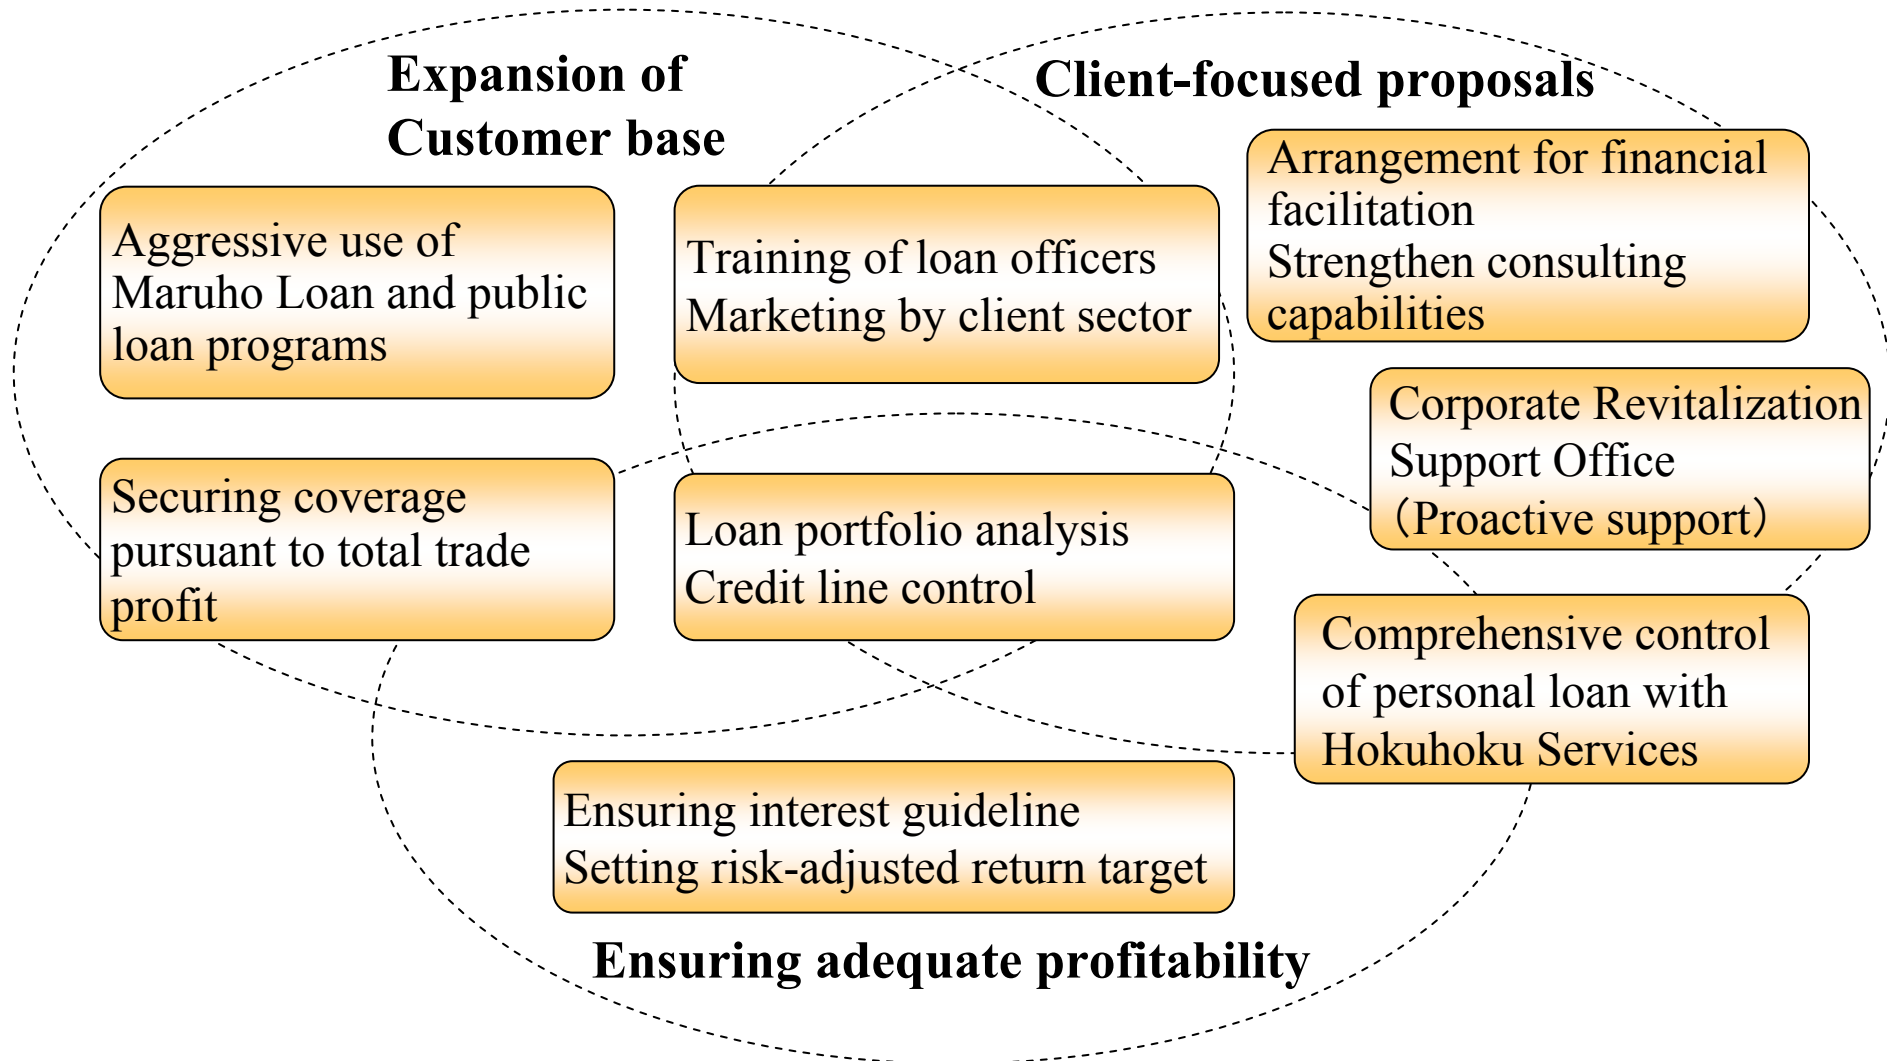 Expansion of
Customer base
Client-focused proposals
Aggressive use of
Maruho Loan and public
loan programs
Training of loan officers
Marketing by client sector
Arrangement for financial
facilitation
Strengthen consulting
capabilities
Corporate Revitalization
Support Office
（Proactive support）
Securing coverage
pursuant to total trade
profit
Loan portfolio analysis
Credit line control
Comprehensive control
of personal loan with
Hokuhoku Services
Ensuring interest guideline
Setting risk-adjusted return target
Ensuring adequate profitability